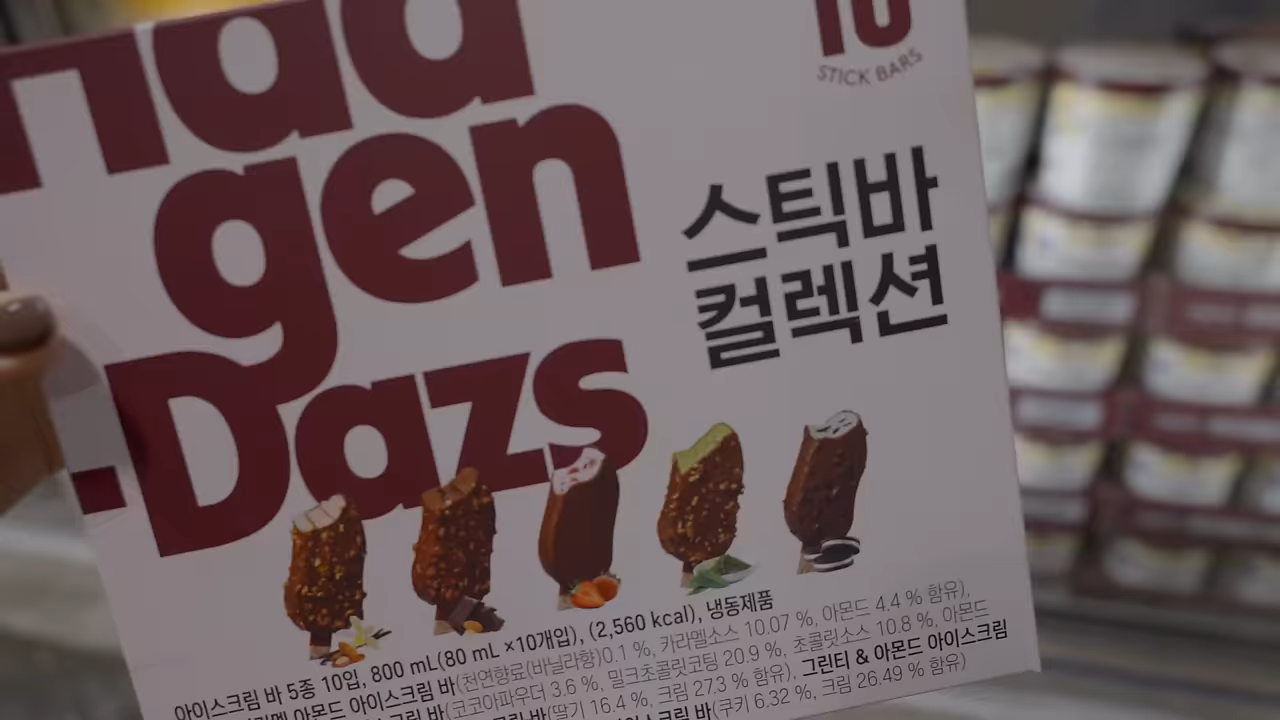 10
STICK BARS
Häagen
-Dazs
스틱바
컬렉션
아이스크림 바 5종 10입, 800 mL(80 mL ×10개입), (2,560 kcal), 냉동제품
아몬드 아이스크림 바(천연향료(바닐라향)0.1 %, 카라멜소스 10.07 %, 아몬드 4.4 % 함유),
바(코코아파우더 3.6 %, 밀크초콜릿코팅 20.9 %, 초콜릿소스 10.8 %, 아몬드
바(딸기 16.4 %, 크림 27.3 % 함유), 그린티 & 아몬드 아이스크림
바(쿠키 6.32 %, 크림 26.49 % 함유)